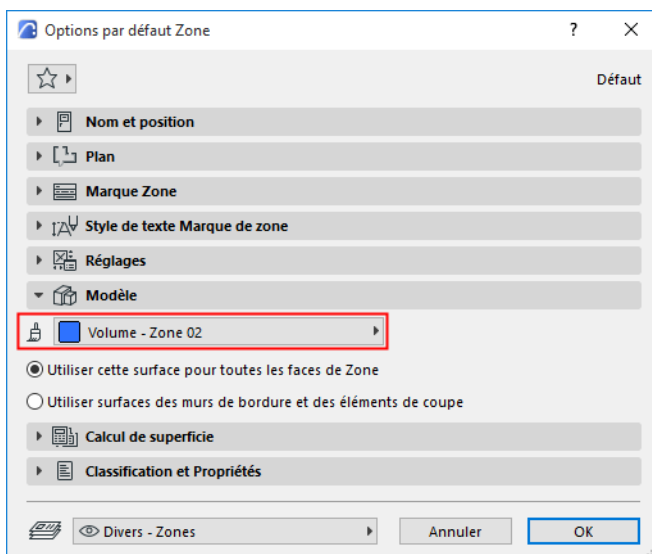 Options par défaut Zone
Défaut
Nom et position
Plan
Marque Zone
Style de texte Marque de zone
Réglages
Modèle
Volume - Zone 02
Utiliser cette surface pour toutes les faces de Zone
Utiliser surfaces des murs de bordure et des éléments de coupe
Calcul de superficie
Classification et Propriétés
Divers - Zones
Annuler
OK